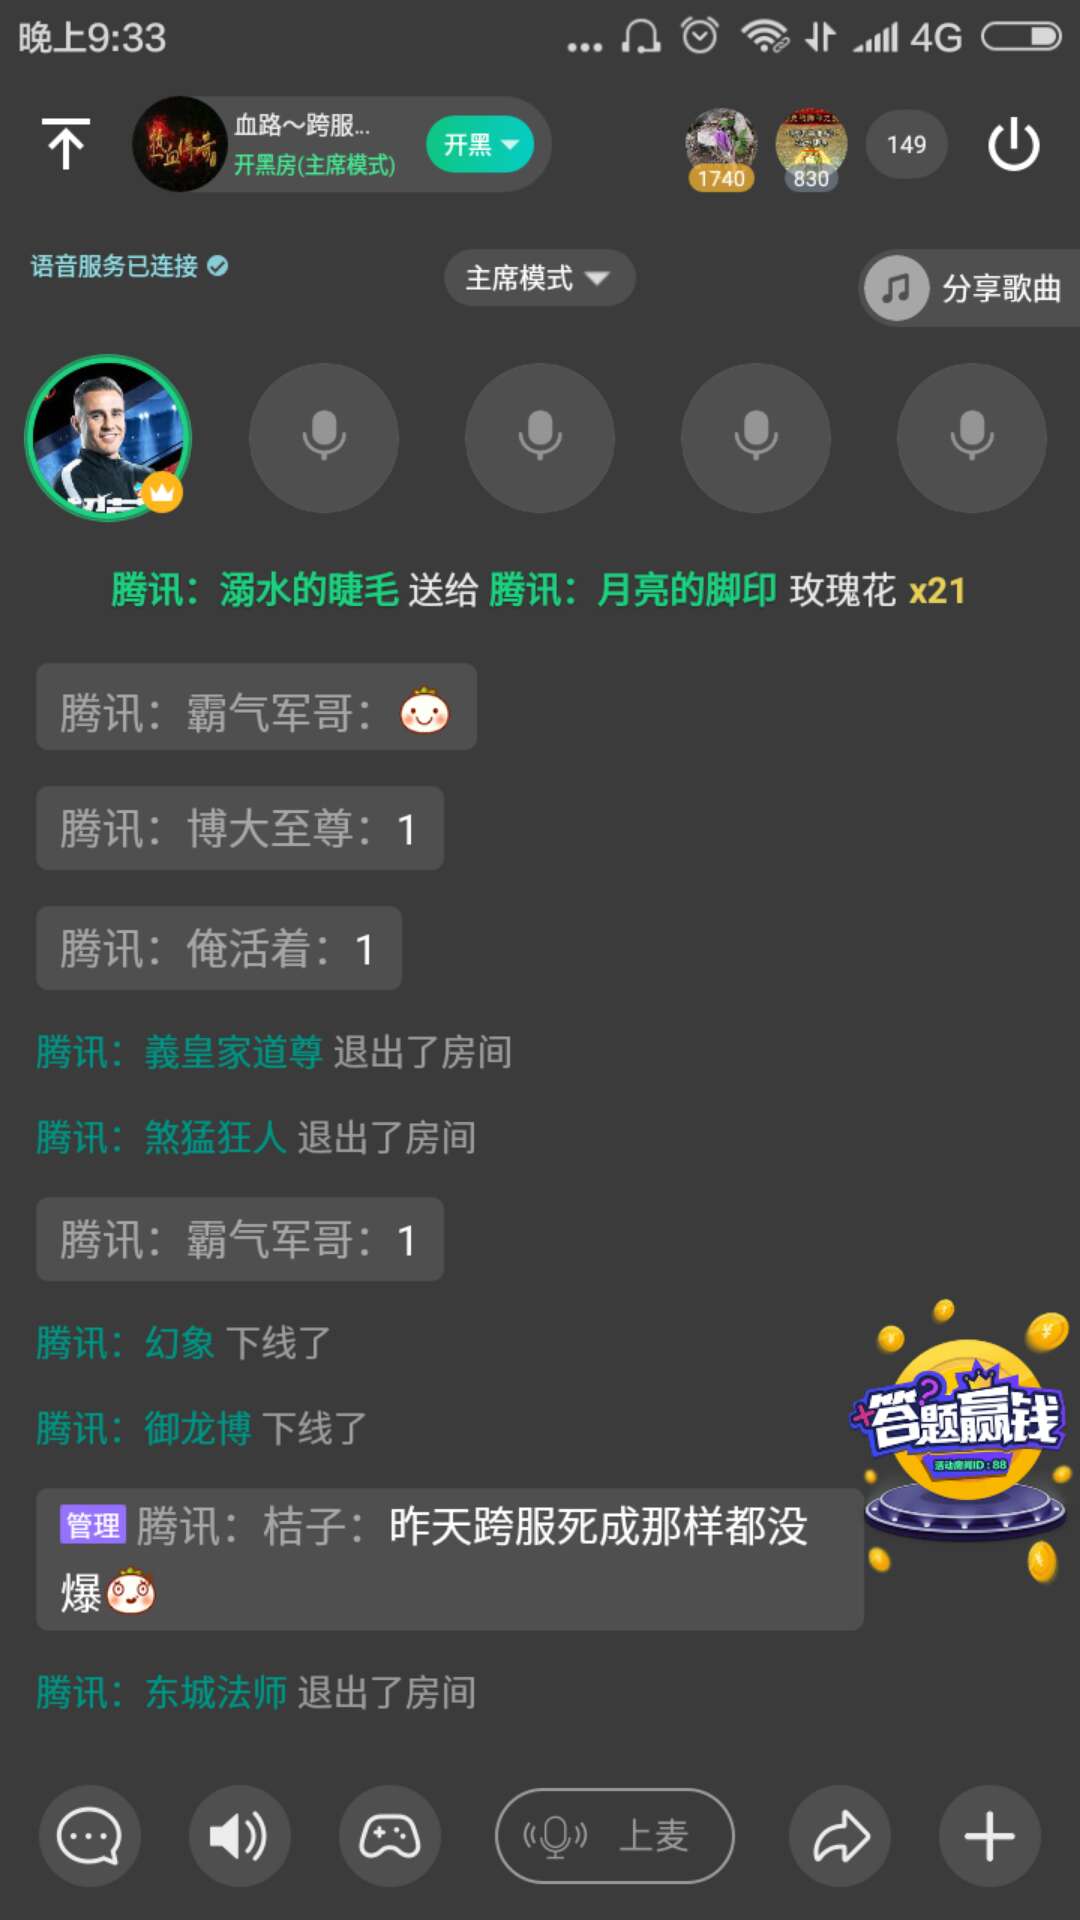 晚上9:33
4G
热血传奇
血路～跨服...
开黑房(主席模式)
开黑
1740
830
149
语音服务已连接
主席模式
分享歌曲
腾讯：溺水的睫毛 送给 腾讯：月亮的脚印 玫瑰花 x21
腾讯：霸气军哥：
腾讯：博大至尊：1
腾讯：俺活着：1
腾讯：義皇家道尊 退出了房间
腾讯：煞猛狂人 退出了房间
腾讯：霸气军哥：1
腾讯：幻象 下线了
腾讯：御龙博 下线了
答题赢钱
活动房间ID:88
管理 腾讯：桔子：昨天跨服死成那样都没
爆
腾讯：东城法师 退出了房间
上麦